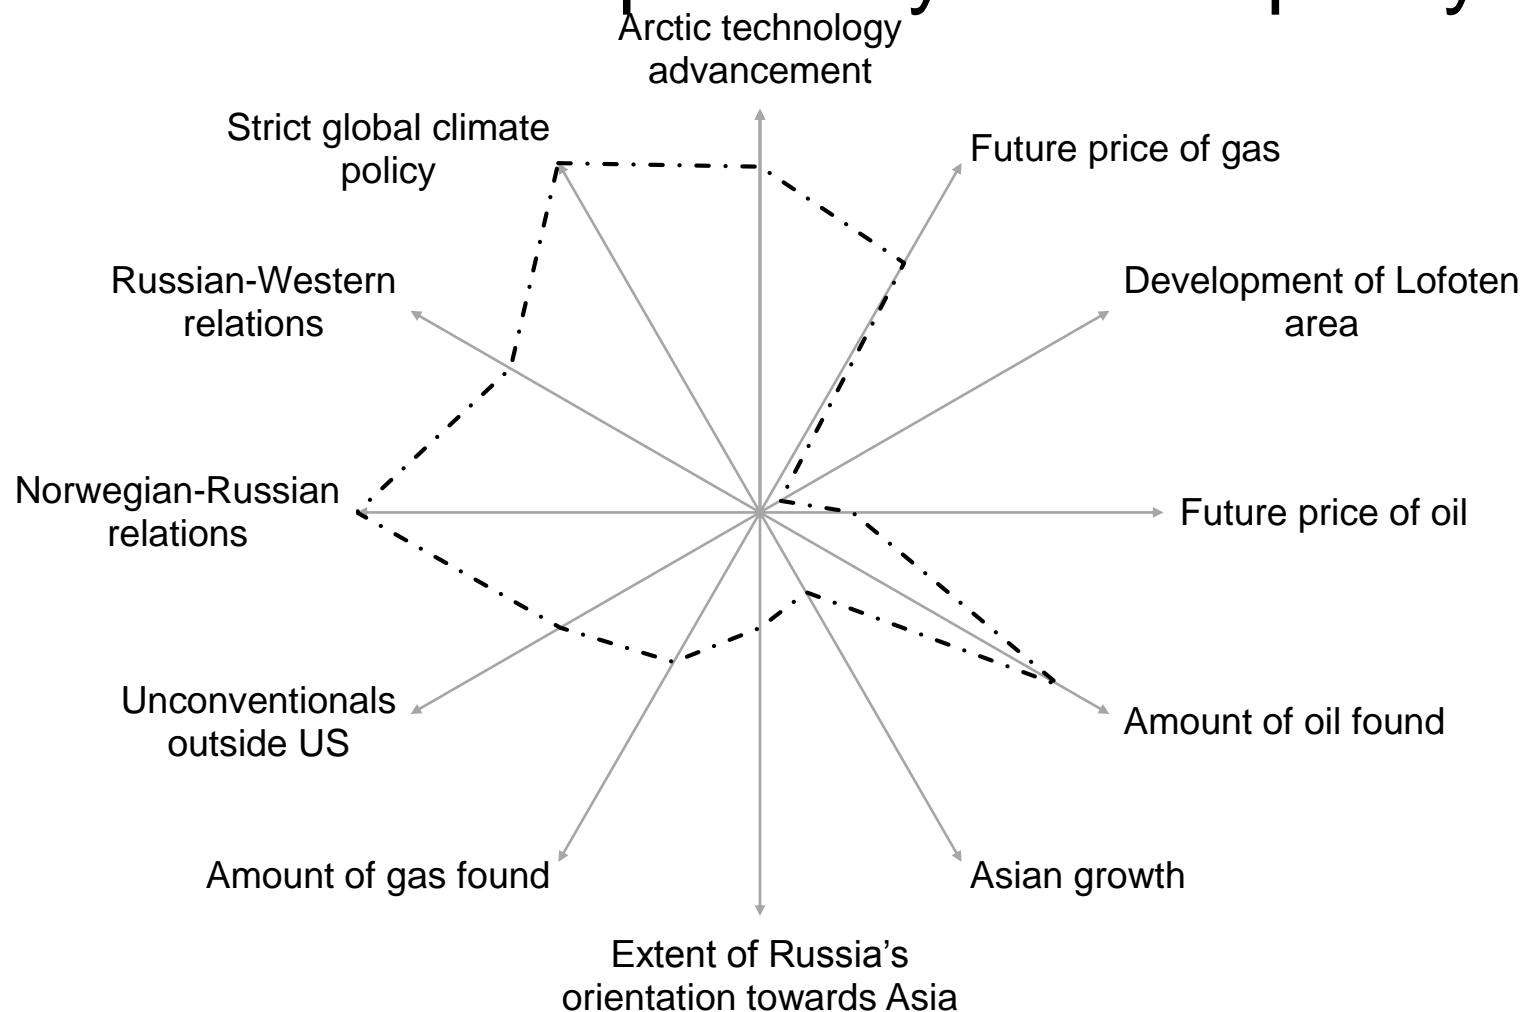 Arctic technology
advancement
Strict global climate
policy
Future price of gas
Russian-Western
relations
Development of Lofoten
area
Norwegian-Russian
relations
Future price of oil
Unconventionals
outside US
Amount of oil found
Amount of gas found
Asian growth
Extent of Russia’s
orientation towards Asia